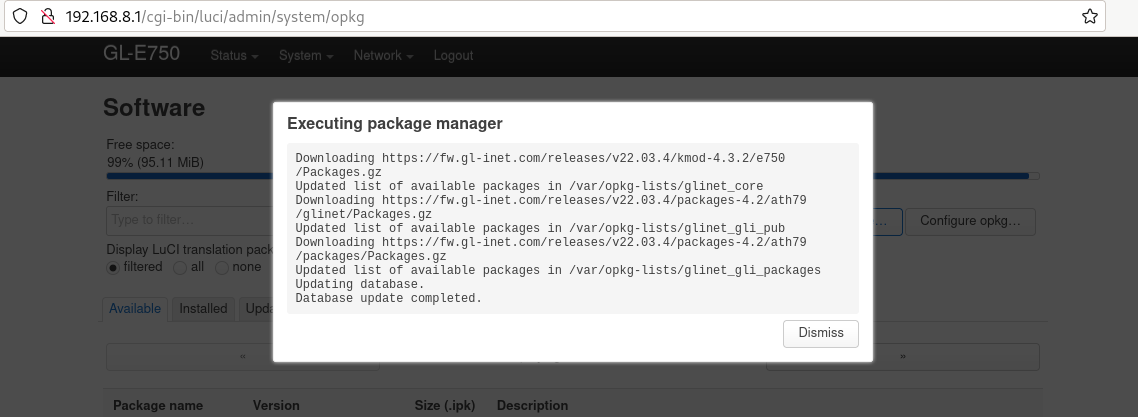 192.168.8.1/cgi-bin/luci/admin/system/opkg
GL-E750 Status System Network Logout
Software
Free space:
99% (95.11 MiB)
Filter:
Type to filter…
Display LuCI translation pack
filtered all none
Available Installed Upda
Executing package manager
Downloading https://fw.gl-inet.com/releases/v22.03.4/kmod-4.3.2/e750
/Packages.gz
Updated list of available packages in /var/opkg-lists/glinet_core
Downloading https://fw.gl-inet.com/releases/v22.03.4/packages-4.2/ath79
/glinet/Packages.gz
Updated list of available packages in /var/opkg-lists/glinet_gli_pub
Downloading https://fw.gl-inet.com/releases/v22.03.4/packages-4.2/ath79
/packages/Packages.gz
Updated list of available packages in /var/opkg-lists/glinet_gli_packages
Updating database.
Database update completed.
Dismiss
… Configure opkg…
« »
Package name Version Size (.ipk) Description